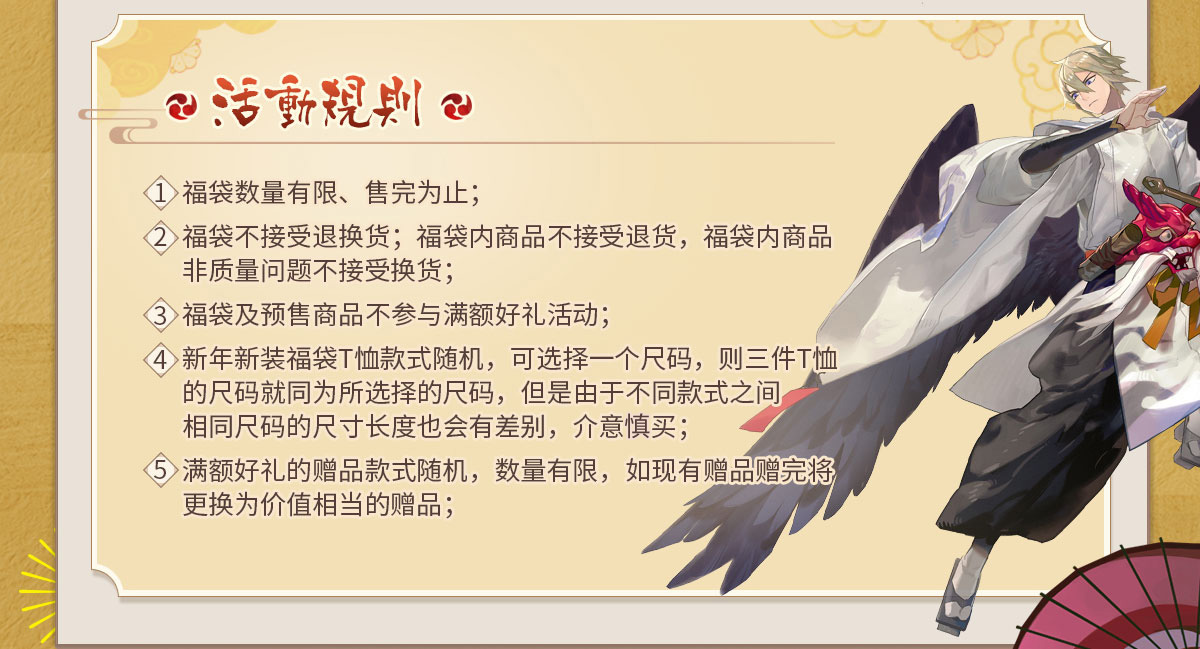 活動規則
1 福袋数量有限、售完为止；
2 福袋不接受退换货；福袋内商品不接受退货，福袋内商品
非质量问题不接受换货；
3 福袋及预售商品不参与满额好礼活动；
4 新年新装福袋T恤款式随机，可选择一个尺码，则三件T恤
的尺码就同为所选择的尺码，但是由于不同款式之间
相同尺码的尺寸长度也会有差别，介意慎买；
5 满额好礼的赠品款式随机，数量有限，如现有赠品赠完将
更换为价值相当的赠品；